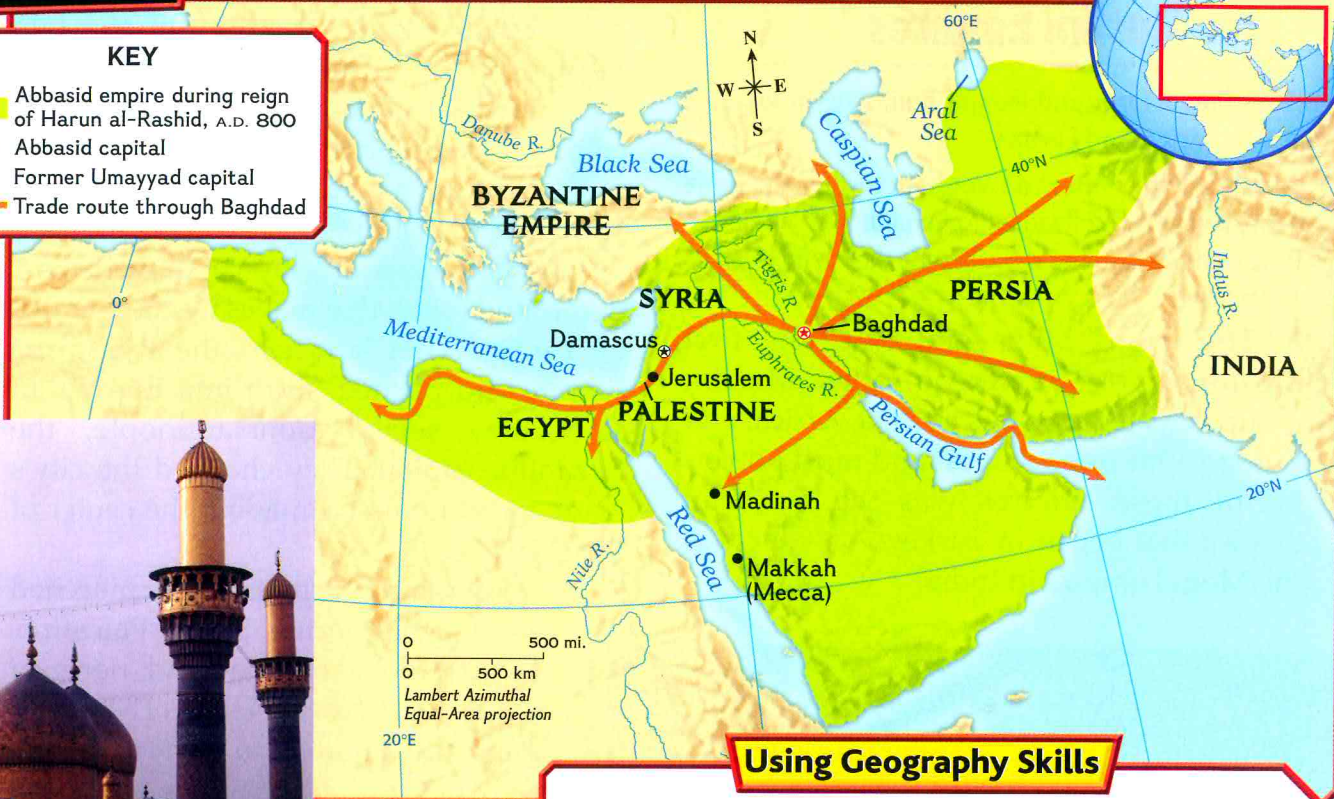 KEY
Abbasid empire during reign
of Harun al-Rashid, A.D. 800
Abbasid capital
Former Umayyad capital
Trade route through Baghdad
60°E
N
W
E
S
Aral
Sea
Caspian Sea
40°N
Danube R.
Black Sea
BYZANTINE
EMPIRE
0°
Tigris R.
Indus R.
SYRIA
PERSIA
Mediterranean Sea
Damascus
Baghdad
Euphrates R.
INDIA
Jerusalem
PALESTINE
EGYPT
Persian Gulf
20°N
Madinah
Red Sea
Nile R.
Makkah
(Mecca)
0
500 mi.
0
500 km
Lambert Azimuthal
Equal-Area projection
20°E
Using Geography Skills